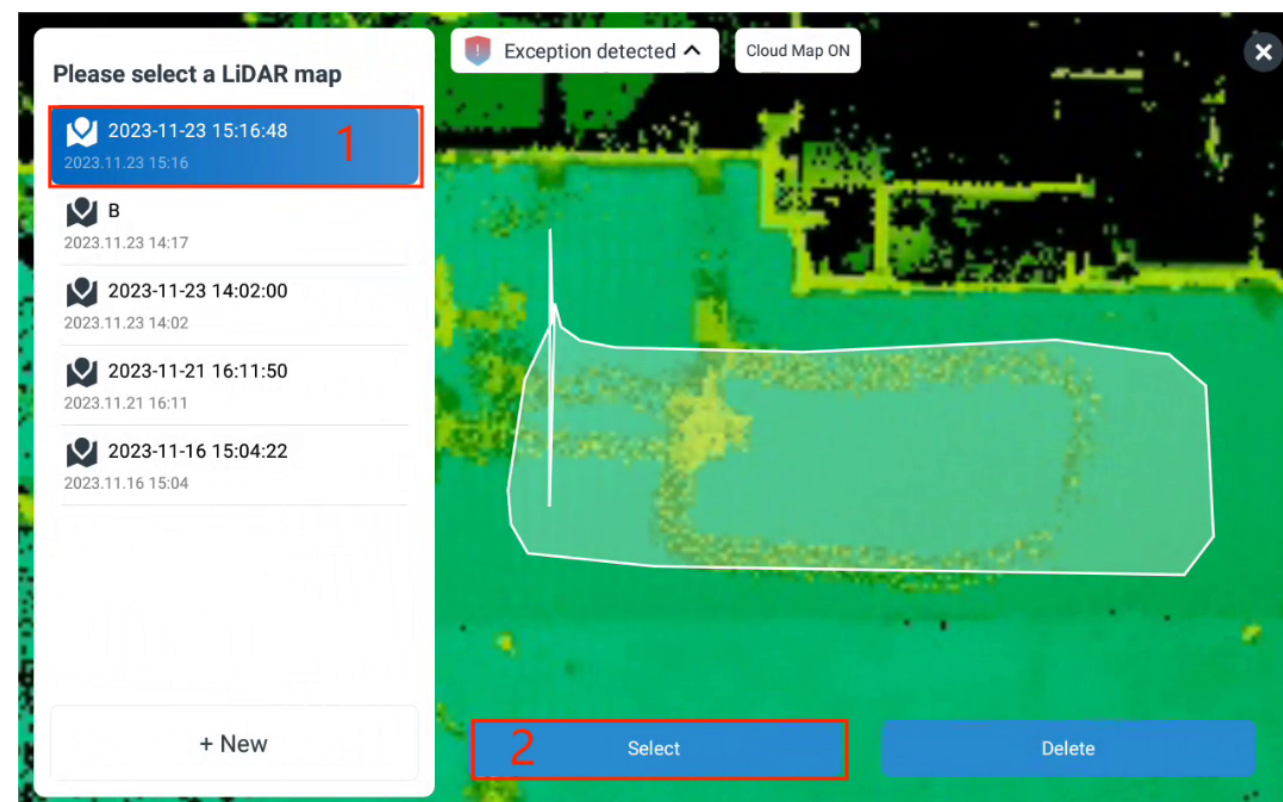 Please select a LiDAR map
2023-11-23 15:16:48
2023.11.23 15:16
1
B
2023.11.23 14:17
2023-11-23 14:02:00
2023.11.23 14:02
2023-11-21 16:11:50
2023.11.21 16:11
2023-11-16 15:04:22
2023.11.16 15:04
+ New
Exception detected
Cloud Map ON
2
Select
Delete